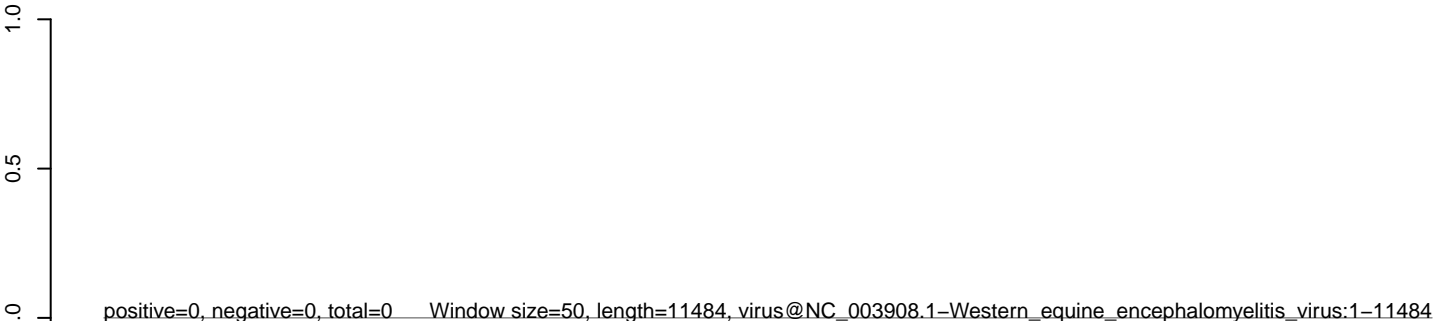 1.0
0.5
.0
positive=0, negative=0, total=0 Window size=50, length=11484, virus@NC_003908.1−Western_equine_encephalomyelitis_virus:1−11484